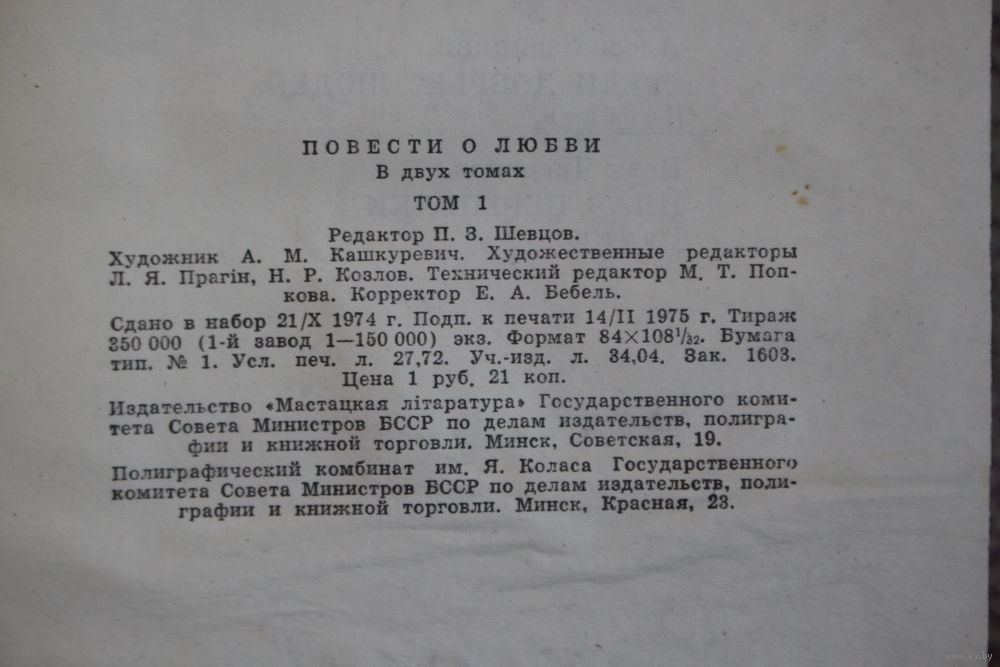 ПОВЕСТИ О ЛЮБВИ
В двух томах
ТОМ 1
Редактор П. З. Шевцов.
Художник А. М. Кашкуревич. Художественные редакторы
Л. Я. Прагін, Н. Р. Козлов. Технический редактор М. Т. Поп-
кова. Корректор Е. А. Бебель.
Сдано в набор 21/X 1974 г. Подп. к печати 14/II 1975 г. Тираж
350 000 (1-й завод 1—150 000) экз. Формат 84×108¹/₃₂. Бумага
тип. № 1. Усл. печ. л. 27,72. Уч.-изд. л. 34,04. Зак. 1603.
Цена 1 руб. 21 коп.
Издательство «Мастацкая літаратура» Государственного коми-
тета Совета Министров БССР по делам издательств, полигра-
фии и книжной торговли. Минск, Советская, 19.
Полиграфический комбинат им. Я. Коласа Государственного
комитета Совета Министров БССР по делам издательств, поли-
графии и книжной торговли. Минск, Красная, 23.